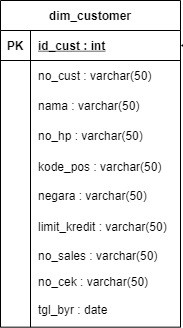 dim_customer
PK id_cust : int
no_cust : varchar(50)
nama : varchar(50)
no_hp : varchar(50)
kode_pos : varchar(50)
negara : varchar(50)
limit_kredit : varchar(50)
no_sales : varchar(50)
no_cek : varchar(50)
tgl_byr : date